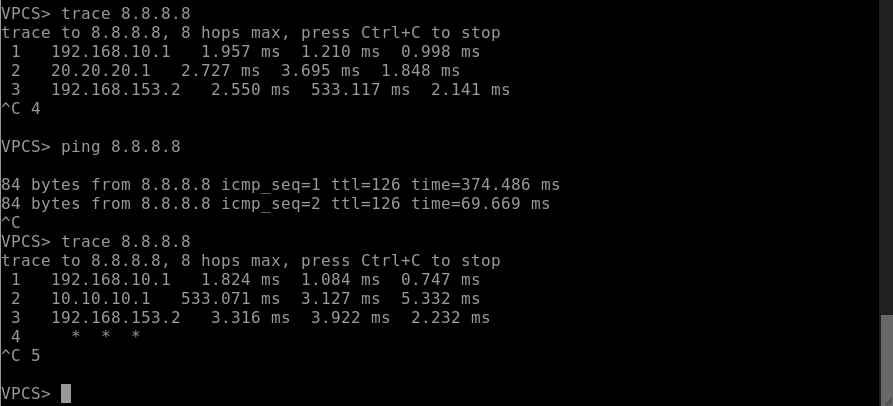 VPCS> trace 8.8.8.8
trace to 8.8.8.8, 8 hops max, press Ctrl+C to stop
 1   192.168.10.1   1.957 ms  1.210 ms  0.998 ms
 2   20.20.20.1   2.727 ms  3.695 ms  1.848 ms
 3   192.168.153.2   2.550 ms  533.117 ms  2.141 ms
^C 4
VPCS> ping 8.8.8.8
84 bytes from 8.8.8.8 icmp_seq=1 ttl=126 time=374.486 ms
84 bytes from 8.8.8.8 icmp_seq=2 ttl=126 time=69.669 ms
^C
VPCS> trace 8.8.8.8
trace to 8.8.8.8, 8 hops max, press Ctrl+C to stop
 1   192.168.10.1   1.824 ms  1.084 ms  0.747 ms
 2   10.10.10.1   533.071 ms  3.127 ms  5.332 ms
 3   192.168.153.2   3.316 ms  3.922 ms  2.232 ms
 4     *  *  *
^C 5
VPCS>